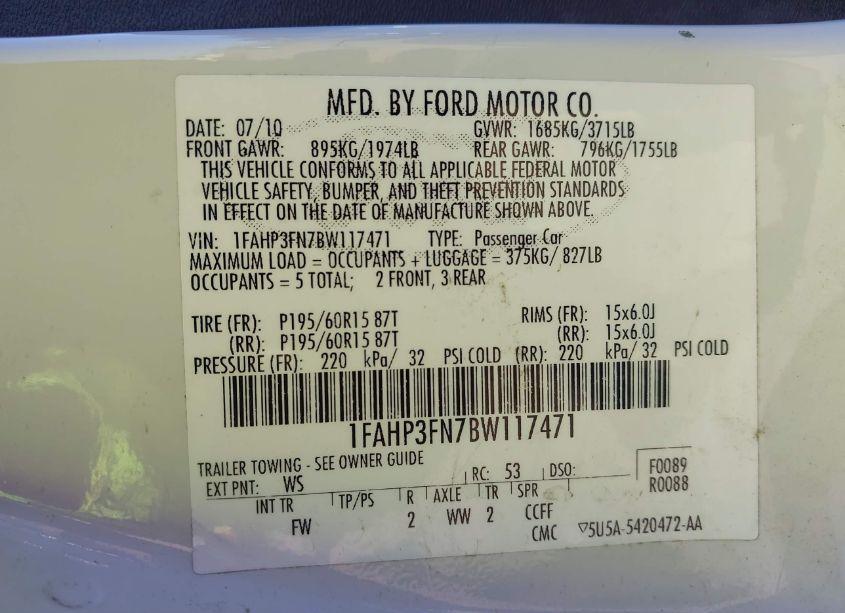 MFD. BY FORD MOTOR CO.
DATE: 07/10 GVWR: 1685KG/3715LB
FRONT GAWR: 895KG/1974LB REAR GAWR: 796KG/1755LB
THIS VEHICLE CONFORMS TO ALL APPLICABLE FEDERAL MOTOR
VEHICLE SAFETY, BUMPER, AND THEFT PREVENTION STANDARDS
IN EFFECT ON THE DATE OF MANUFACTURE SHOWN ABOVE.
VIN: 1FAHP3FN7BW117471 TYPE: Passenger Car
MAXIMUM LOAD = OCCUPANTS + LUGGAGE = 375KG/ 827LB
OCCUPANTS = 5 TOTAL; 2 FRONT, 3 REAR
TIRE (FR): P195/60R15 87T RIMS (FR): 15x6.0J
(RR): P195/60R15 87T (RR): 15x6.0J
PRESSURE (FR): 220 kPa/ 32 PSI COLD (RR): 220 kPa/ 32 PSI COLD
1FAHP3FN7BW117471
TRAILER TOWING - SEE OWNER GUIDE
EXT PNT: WS RC: 53 DSO: F0089
R0088
INT TR TP/PS R AXLE TR SPR
FW 2 WW 2 CCFF
CMC ▽5U5A-5420472-AA